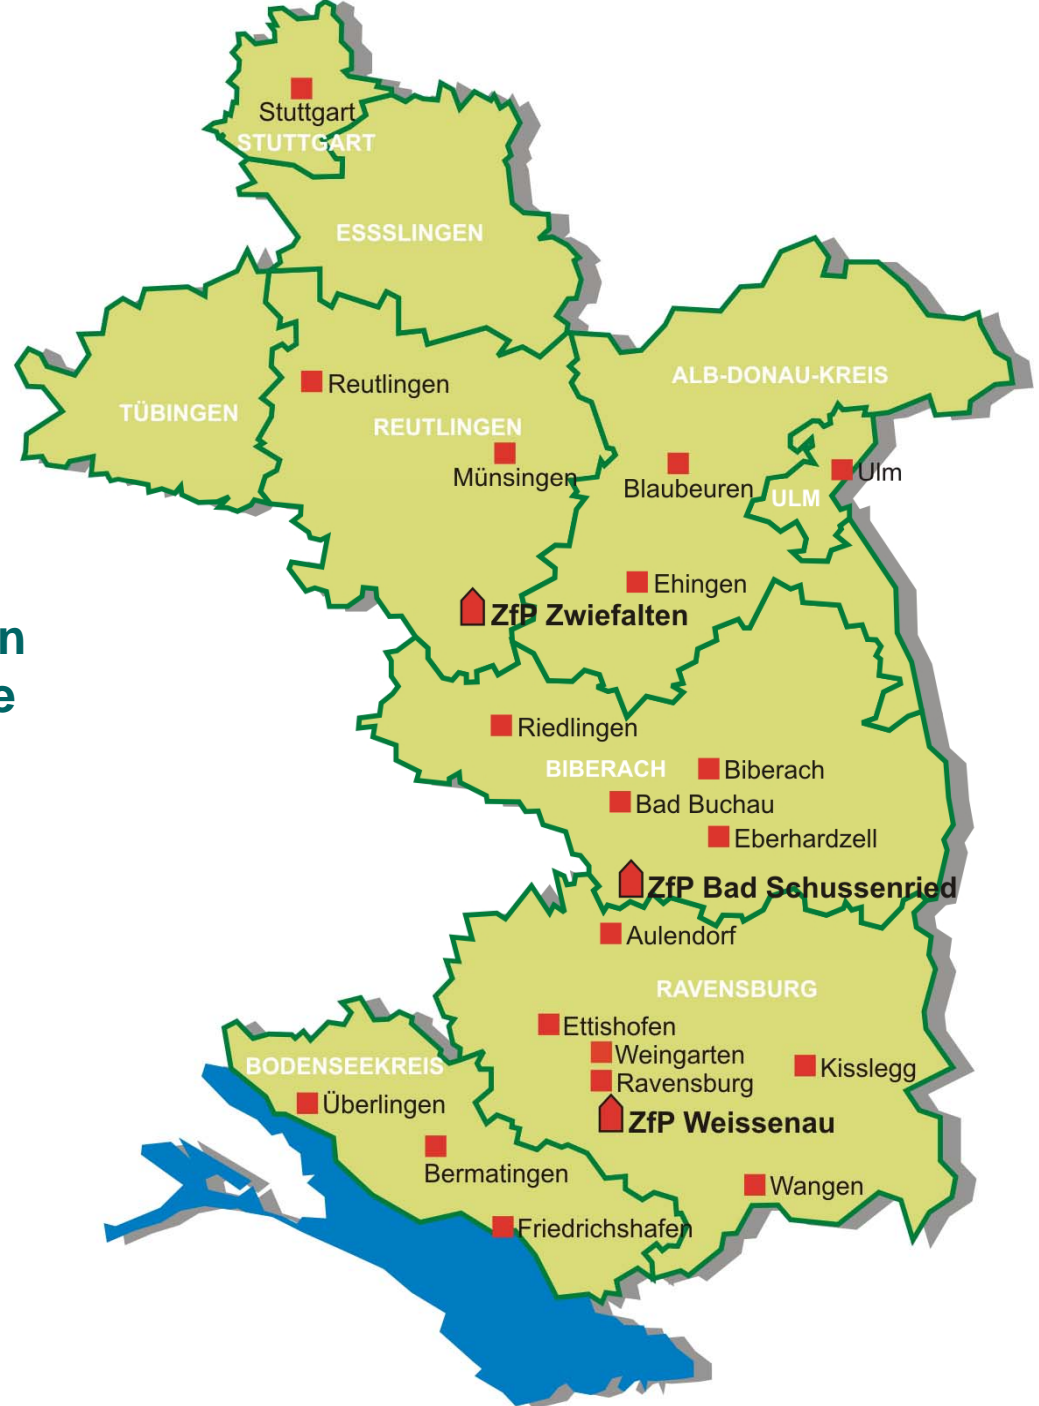 Stuttgart
STUTTGART
ESSSLINGEN
ALB-DONAU-KREIS
Reutlingen
TÜBINGEN
REUTLINGEN
Münsingen
Blaubeuren
Ulm
ULM
Ehingen
ZfP Zwiefalten
n
e
Riedlingen
BIBERACH
Biberach
Bad Buchau
Eberhardzell
ZfP Bad Schussenried
Aulendorf
RAVENSBURG
Ettishofen
Weingarten
BODENSEEKREIS
Kisslegg
Ravensburg
Überlingen
ZfP Weissenau
Bermatingen
Wangen
Friedrichshafen